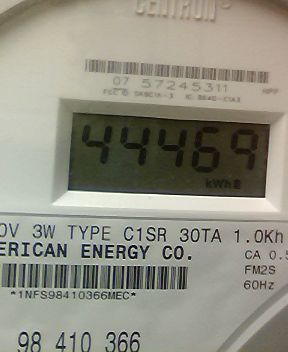 CENTRON®
07 57245311
44469
kWh
0V 3W TYPE C1SR 30TA 1.0Kh
ERICAN ENERGY CO.
CA 0.5
FM2S
60Hz
*1NFS98410366MEC*
98 410 366